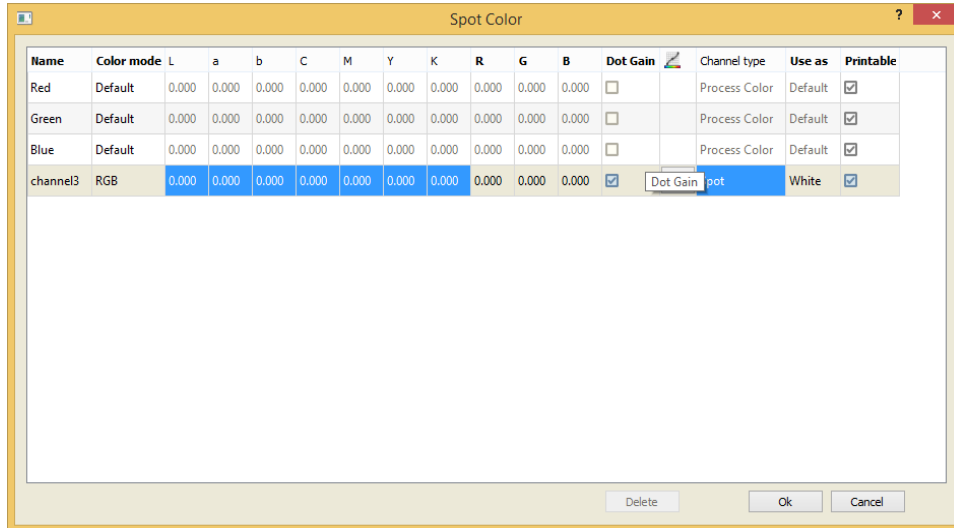 Spot Color ?
Name Color mode L a b C M Y K R G B Dot Gain Channel type Use as Printable
Red Default 0.000 0.000 0.000 0.000 0.000 0.000 0.000 0.000 0.000 0.000 Process Color Default
Green Default 0.000 0.000 0.000 0.000 0.000 0.000 0.000 0.000 0.000 0.000 Process Color Default
Blue Default 0.000 0.000 0.000 0.000 0.000 0.000 0.000 0.000 0.000 0.000 Process Color Default
channel3 RGB 0.000 0.000 0.000 0.000 0.000 0.000 0.000 0.000 0.000 0.000 Dot Gain pot White
Delete Ok Cancel